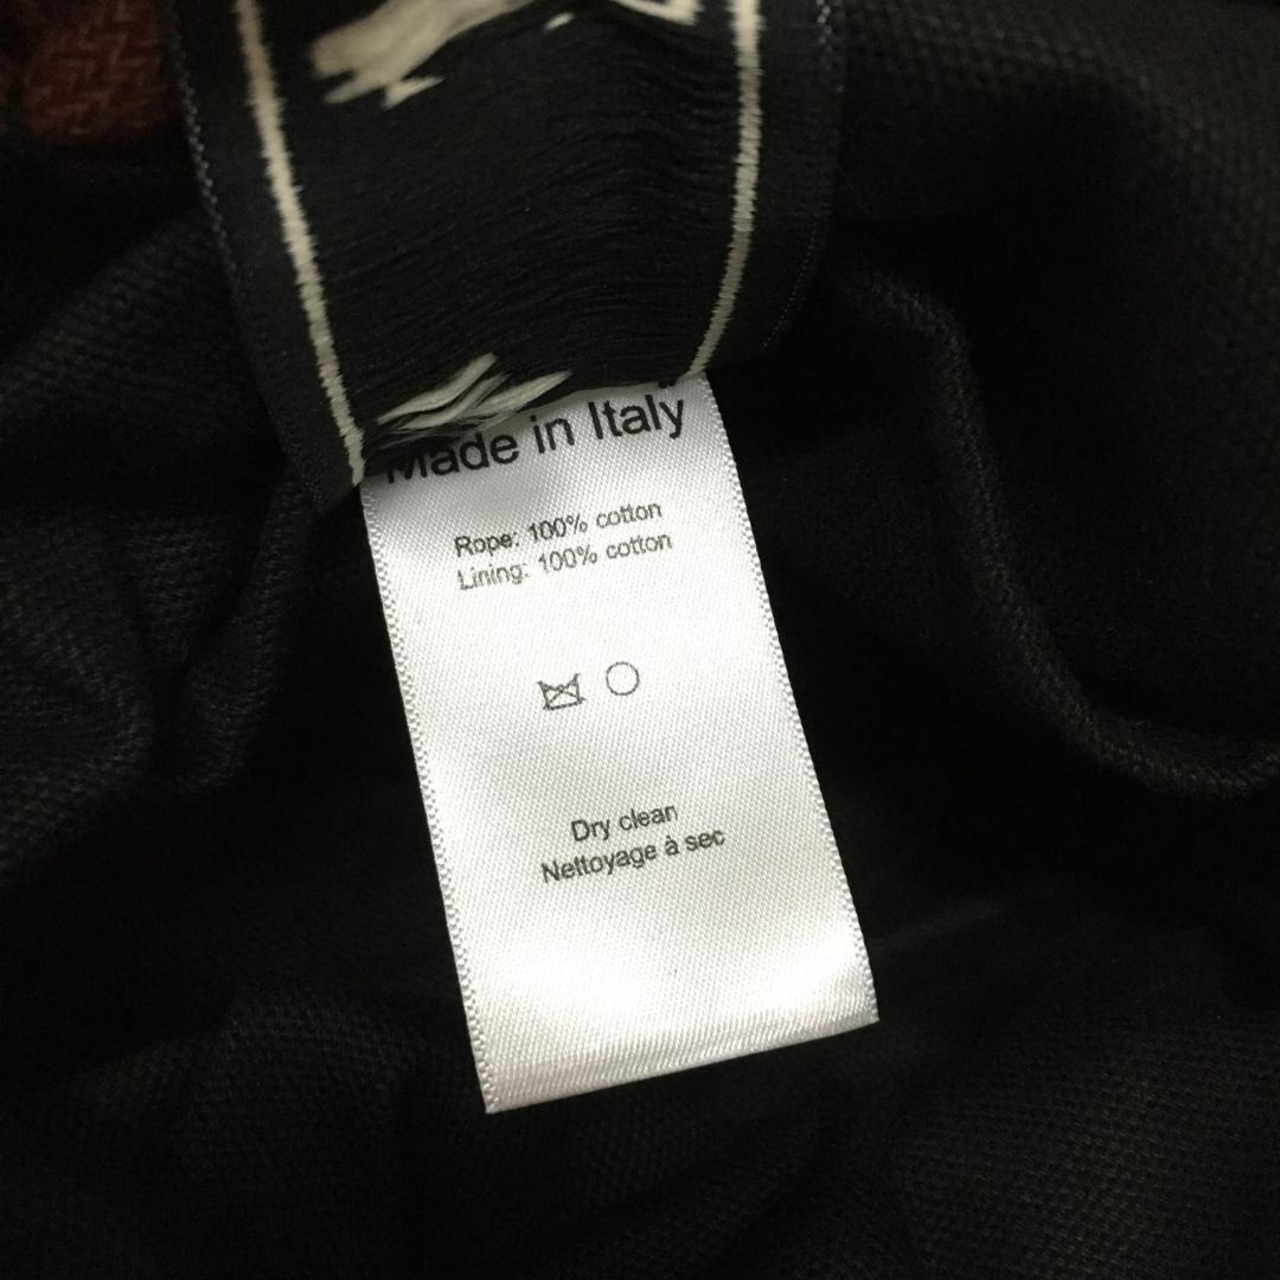 Made in Italy
Rope: 100% cotton
Lining: 100% cotton
Dry clean
Nettoyage à sec